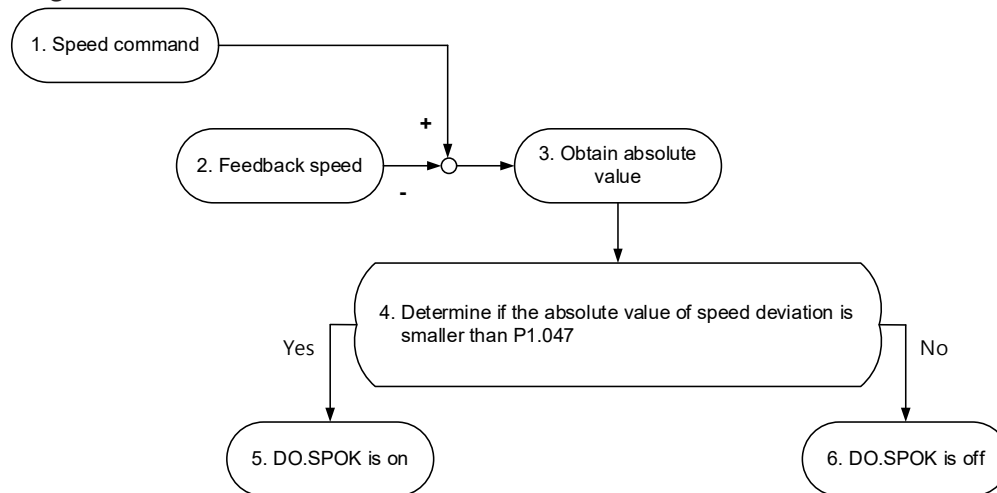 1. Speed command
+
2. Feedback speed
-
3. Obtain absolute
value
4. Determine if the absolute value of speed deviation is
smaller than P1.047
Yes
No
5. DO.SPOK is on
6. DO.SPOK is off